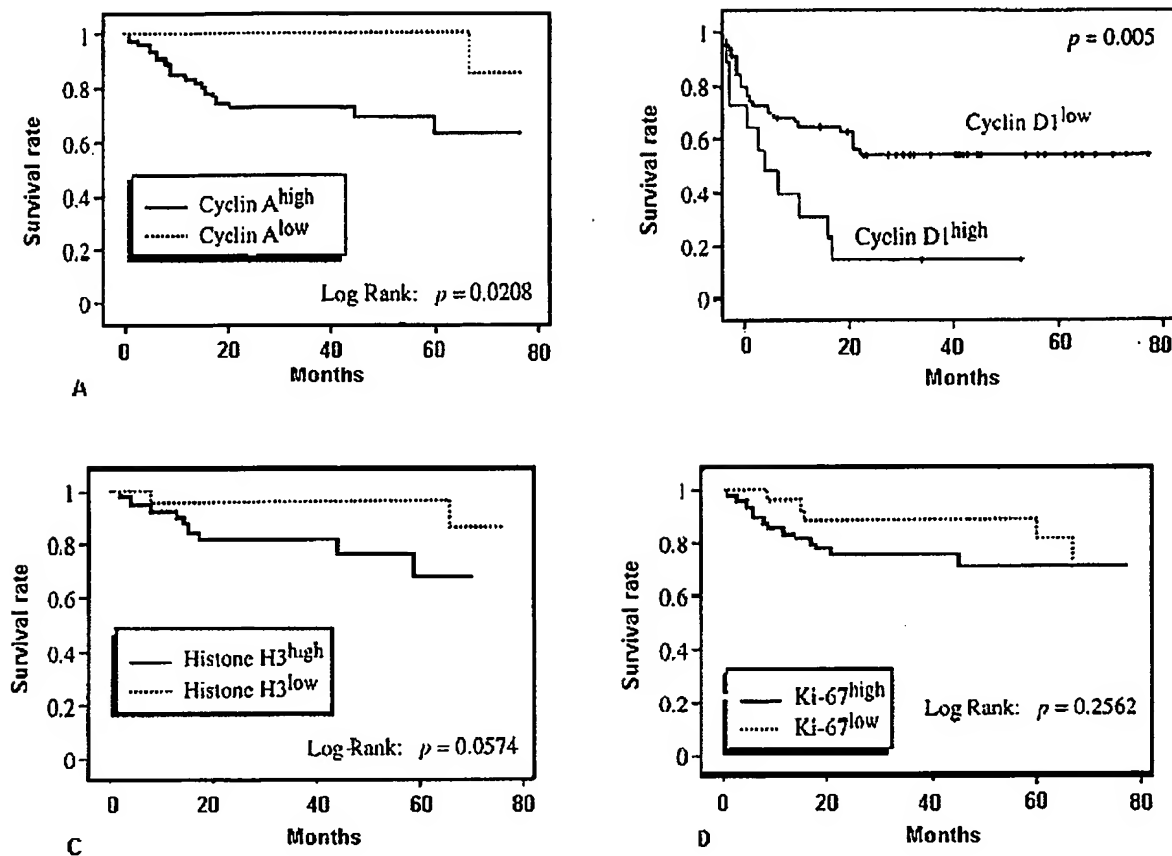 Survival rate
1
0.8
0.6
0.4
0.2
0
Cyclin A^high
Cyclin A^low
Log Rank: p = 0.0208
0 20 40 60 80
Months
A
Survival rate
1
0.8
0.6
0.4
0.2
0
p = 0.005
Cyclin D1^low
Cyclin D1^high
0 20 40 60 80
Months
Survival rate
1
0.8
0.6
0.4
0.2
0
Histone H3^high
Histone H3^low
Log-Rank: p = 0.0574
0 20 40 60 80
Months
C
Survival rate
1
0.8
0.6
0.4
0.2
0
Ki-67^high
Ki-67^low
Log Rank: p = 0.2562
0 20 40 60 80
Months
D